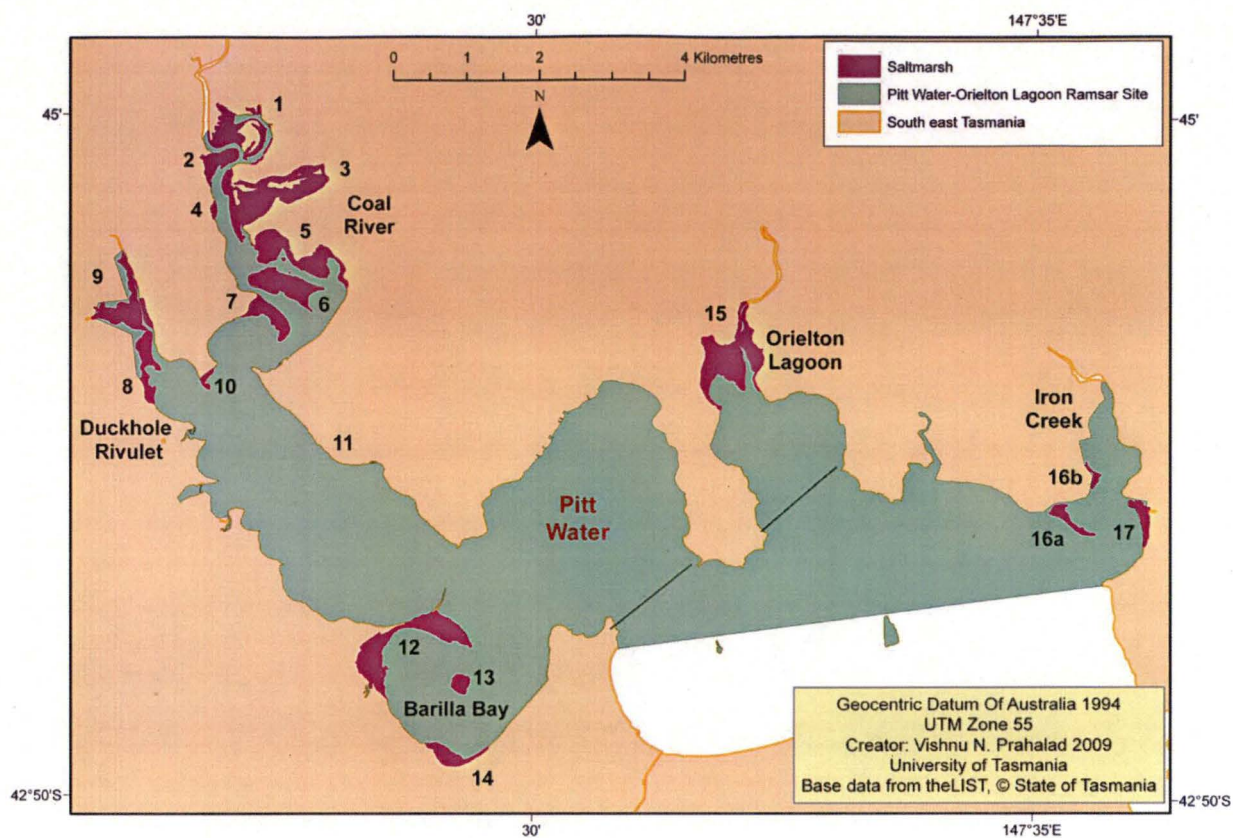 30'
147°35'E
0
2
4 Kilometres
N
Saltmarsh
Pitt Water-Orielton Lagoon Ramsar Site
South east Tasmania
45'
45'
1
2
3
4
Coal
River
5
6
7
9
8
10
Duckhole
Rivulet
11
15
Orielton
Lagoon
Iron
Creek
16b
16a
17
Pitt
Water
12
13
Barilla Bay
14
Geocentric Datum Of Australia 1994
UTM Zone 55
Creator: Vishnu N. Prahalad 2009
University of Tasmania
Base data from theLIST, © State of Tasmania
42°50'S
42°50'S
30'
147°35'E